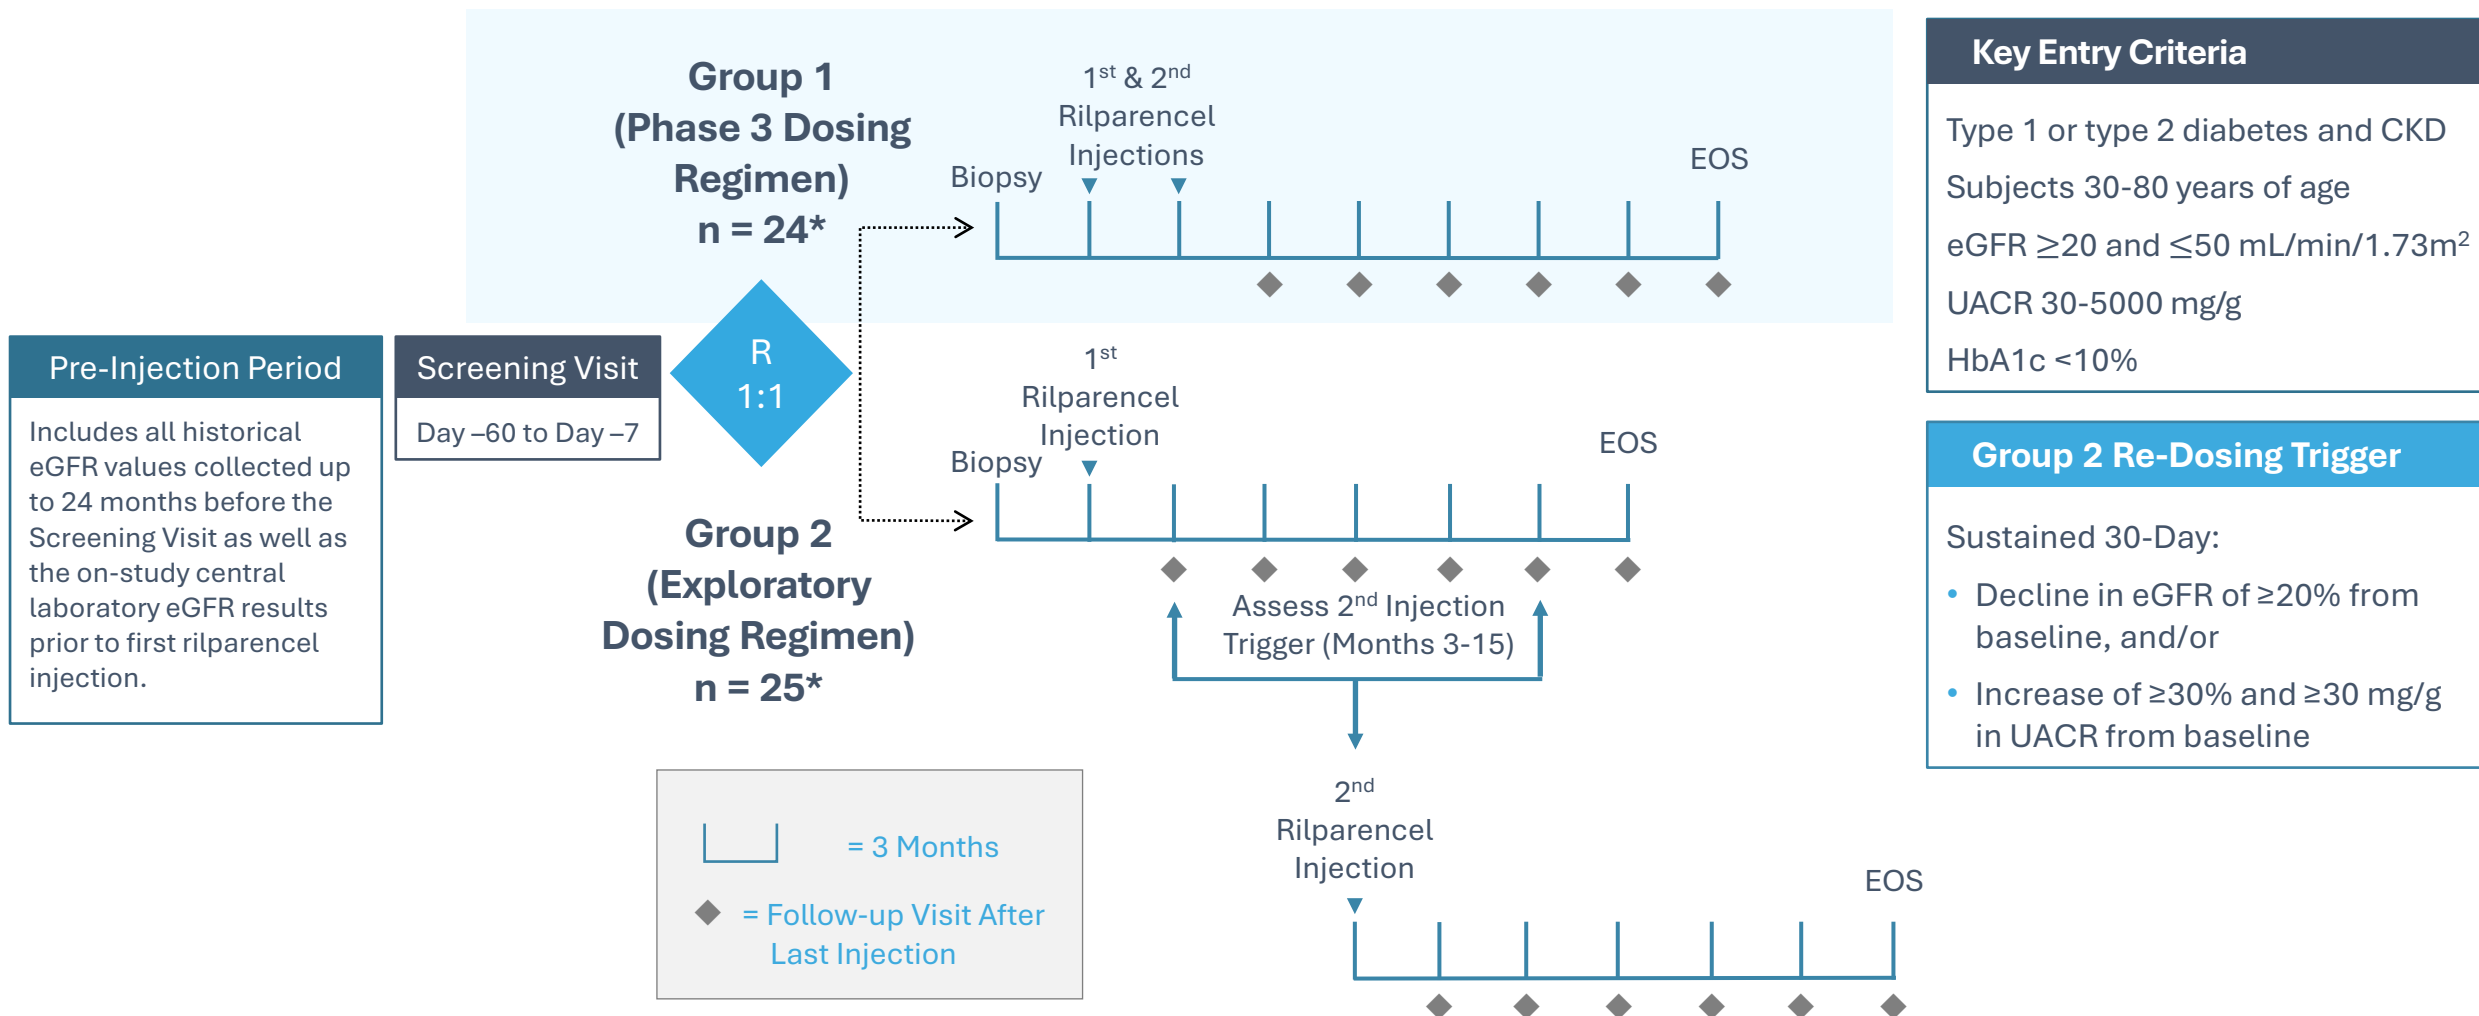 Pre-Injection Period
Includes all historical
eGFR values collected up
to 24 months before the
Screening Visit as well as
the on-study central
laboratory eGFR results
prior to first rilparencel
injection.
Screening Visit
Day –60 to Day –7
R
1:1
Group 1
(Phase 3 Dosing
Regimen)
n = 24*
Biopsy
1st & 2nd
Rilparencel
Injections
EOS
Group 2
(Exploratory
Dosing Regimen)
n = 25*
Biopsy
1st
Rilparencel
Injection
EOS
Assess 2nd Injection
Trigger (Months 3-15)
2nd
Rilparencel
Injection
EOS
= 3 Months
= Follow-up Visit After
Last Injection
Key Entry Criteria
Type 1 or type 2 diabetes and CKD
Subjects 30-80 years of age
eGFR ≥20 and ≤50 mL/min/1.73m2
UACR 30-5000 mg/g
HbA1c <10%
Group 2 Re-Dosing Trigger
Sustained 30-Day:
• Decline in eGFR of ≥20% from
baseline, and/or
• Increase of ≥30% and ≥30 mg/g
in UACR from baseline